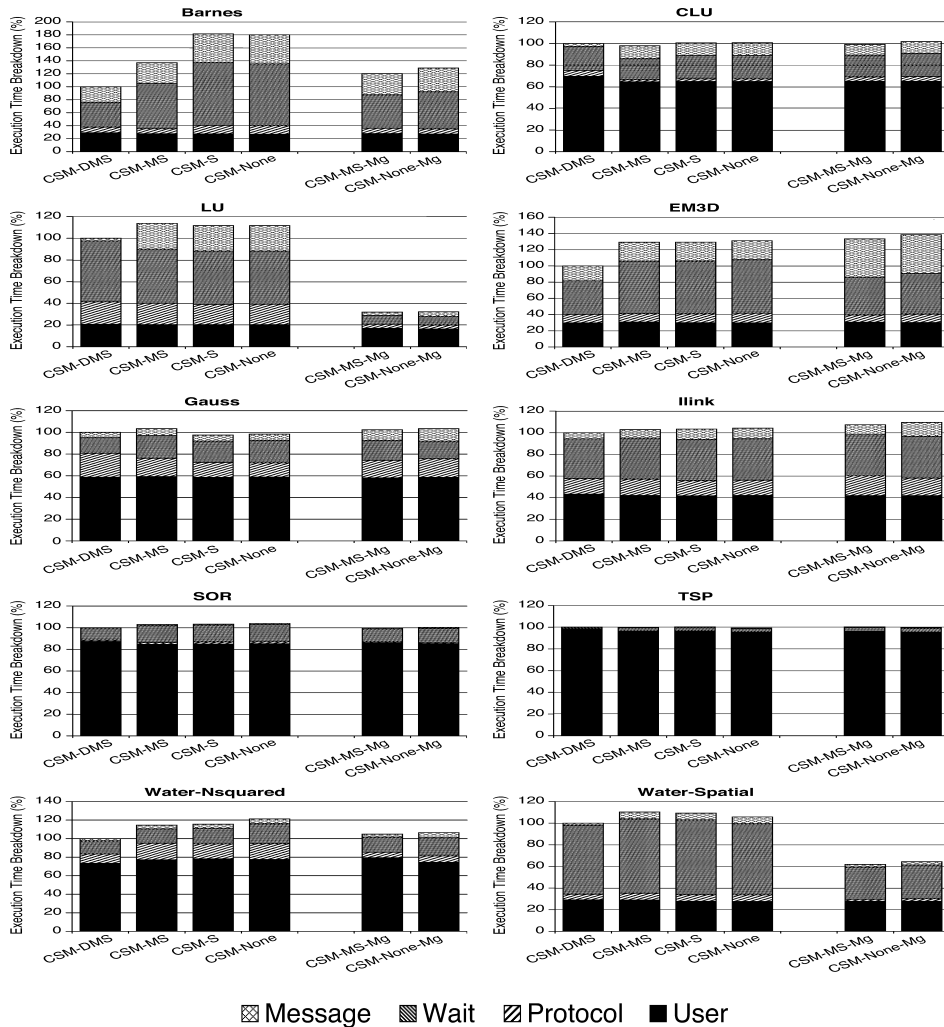 Barnes
Execution Time Breakdown (%)
200
180
160
140
120
100
80
60
40
20
0
CSM-DMS
CSM-MS
CSM-S
CSM-None
CSM-MS-Mg
CSM-None-Mg
CLU
Execution Time Breakdown (%)
120
100
80
60
40
20
0
CSM-DMS
CSM-MS
CSM-S
CSM-None
CSM-MS-Mg
CSM-None-Mg
LU
Execution Time Breakdown (%)
120
100
80
60
40
20
0
CSM-DMS
CSM-MS
CSM-S
CSM-None
CSM-MS-Mg
CSM-None-Mg
EM3D
Execution Time Breakdown (%)
160
140
120
100
80
60
40
20
0
CSM-DMS
CSM-MS
CSM-S
CSM-None
CSM-MS-Mg
CSM-None-Mg
Gauss
Execution Time Breakdown (%)
120
100
80
60
40
20
0
CSM-DMS
CSM-MS
CSM-S
CSM-None
CSM-MS-Mg
CSM-None-Mg
Ilink
Execution Time Breakdown (%)
120
100
80
60
40
20
0
CSM-DMS
CSM-MS
CSM-S
CSM-None
CSM-MS-Mg
CSM-None-Mg
SOR
Execution Time Breakdown (%)
120
100
80
60
40
20
0
CSM-DMS
CSM-MS
CSM-S
CSM-None
CSM-MS-Mg
CSM-None-Mg
TSP
Execution Time Breakdown (%)
120
100
80
60
40
20
0
CSM-DMS
CSM-MS
CSM-S
CSM-None
CSM-MS-Mg
CSM-None-Mg
Water-Nsquared
Execution Time Breakdown (%)
140
120
100
80
60
40
20
0
CSM-DMS
CSM-MS
CSM-S
CSM-None
CSM-MS-Mg
CSM-None-Mg
Water-Spatial
Execution Time Breakdown (%)
120
100
80
60
40
20
0
CSM-DMS
CSM-MS
CSM-S
CSM-None
CSM-MS-Mg
CSM-None-Mg
Message Wait Protocol User